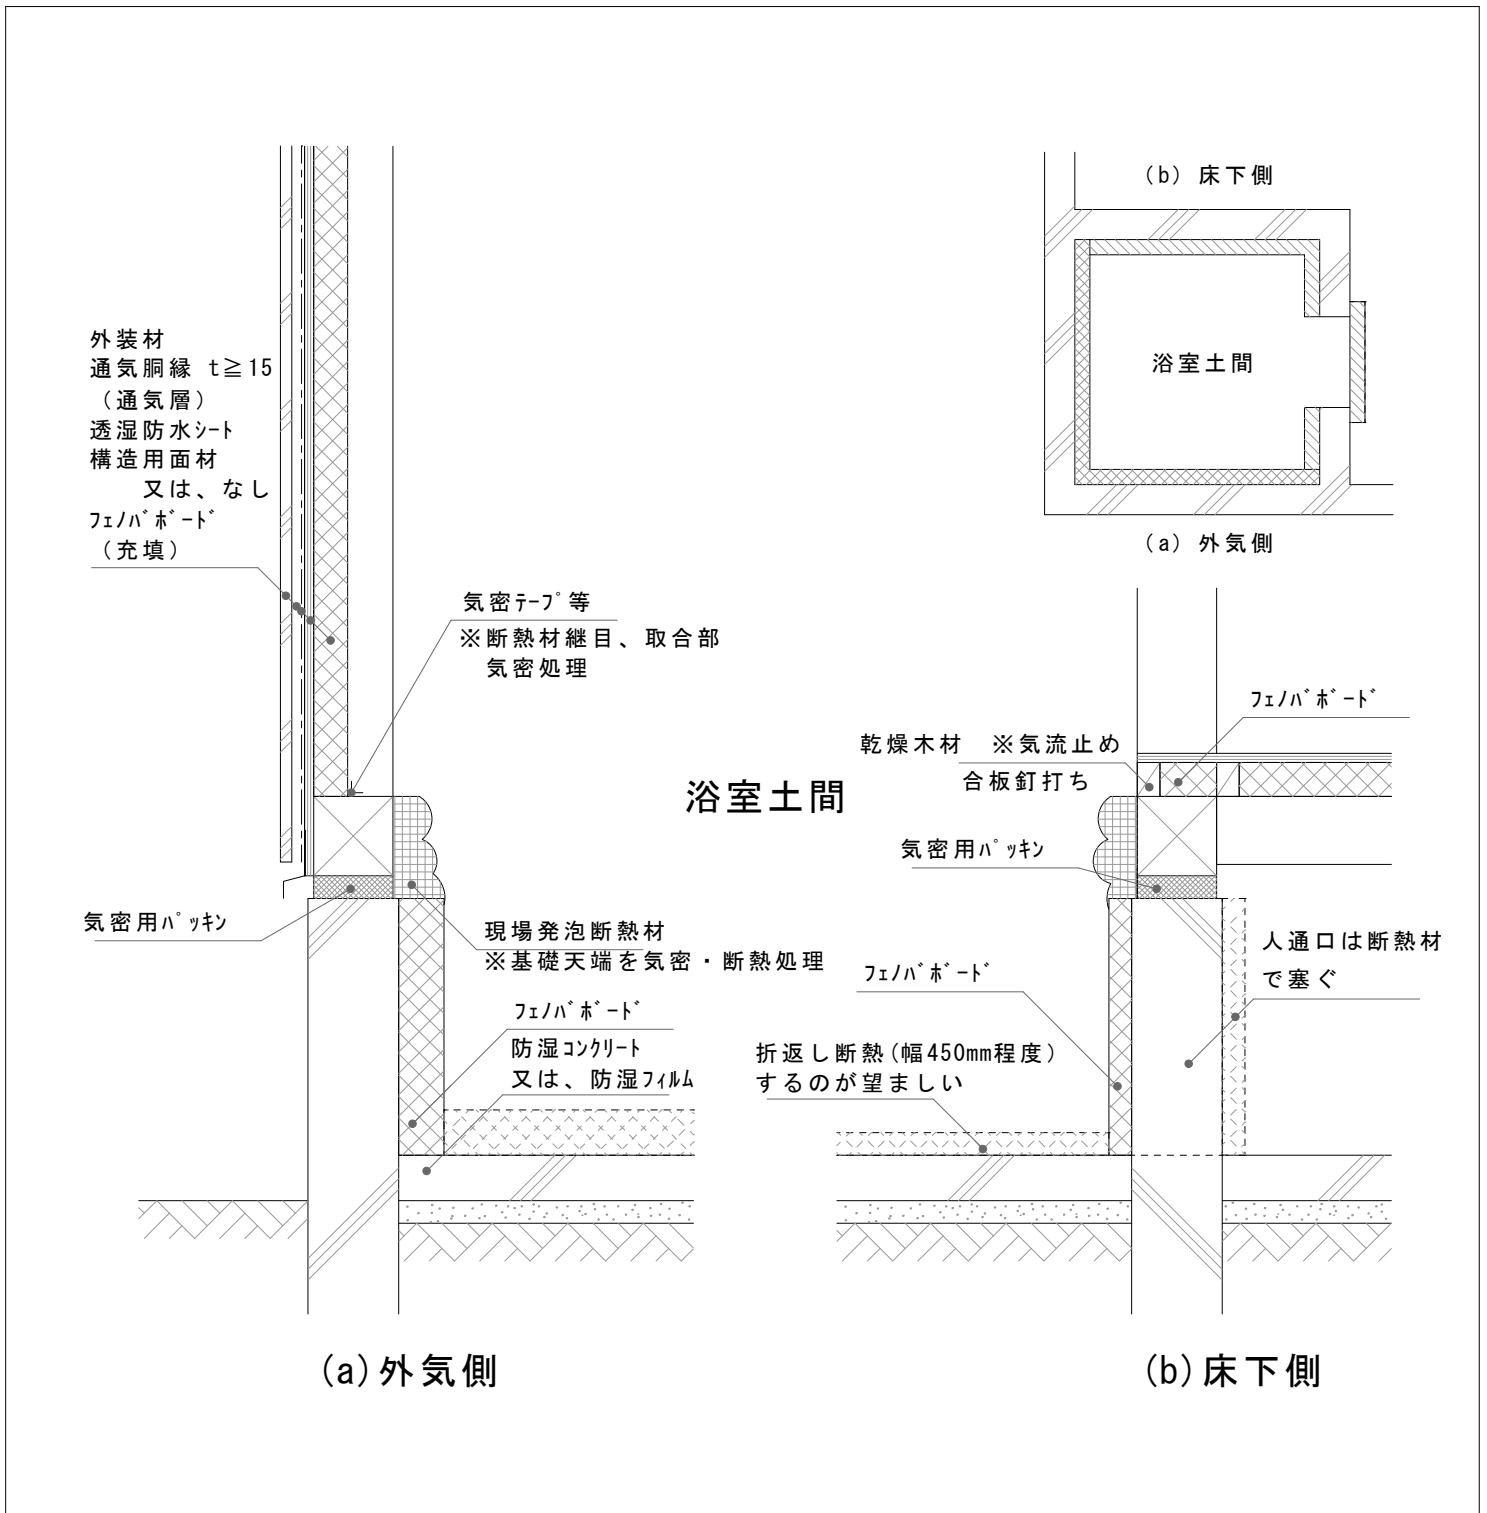 外装材
通気胴縁 t≧15
（通気層）
透湿防水ｼｰﾄ
構造用面材
又は、なし
ﾌｪﾉﾊﾞﾎﾞｰﾄﾞ
（充填）
気密ﾃｰﾌﾟ等
※断熱材継目、取合部
気密処理
気密用ﾊﾟｯｷﾝ
現場発泡断熱材
※基礎天端を気密・断熱処理
ﾌｪﾉﾊﾞﾎﾞｰﾄﾞ
防湿ｺﾝｸﾘｰﾄ
又は、防湿ﾌｨﾙﾑ
(a)外気側
浴室土間
(b) 床下側
浴室土間
(a) 外気側
ﾌｪﾉﾊﾞﾎﾞｰﾄﾞ
乾燥木材 ※気流止め
合板釘打ち
気密用ﾊﾟｯｷﾝ
人通口は断熱材
で塞ぐ
ﾌｪﾉﾊﾞﾎﾞｰﾄﾞ
折返し断熱(幅450mm程度)
するのが望ましい
(b)床下側